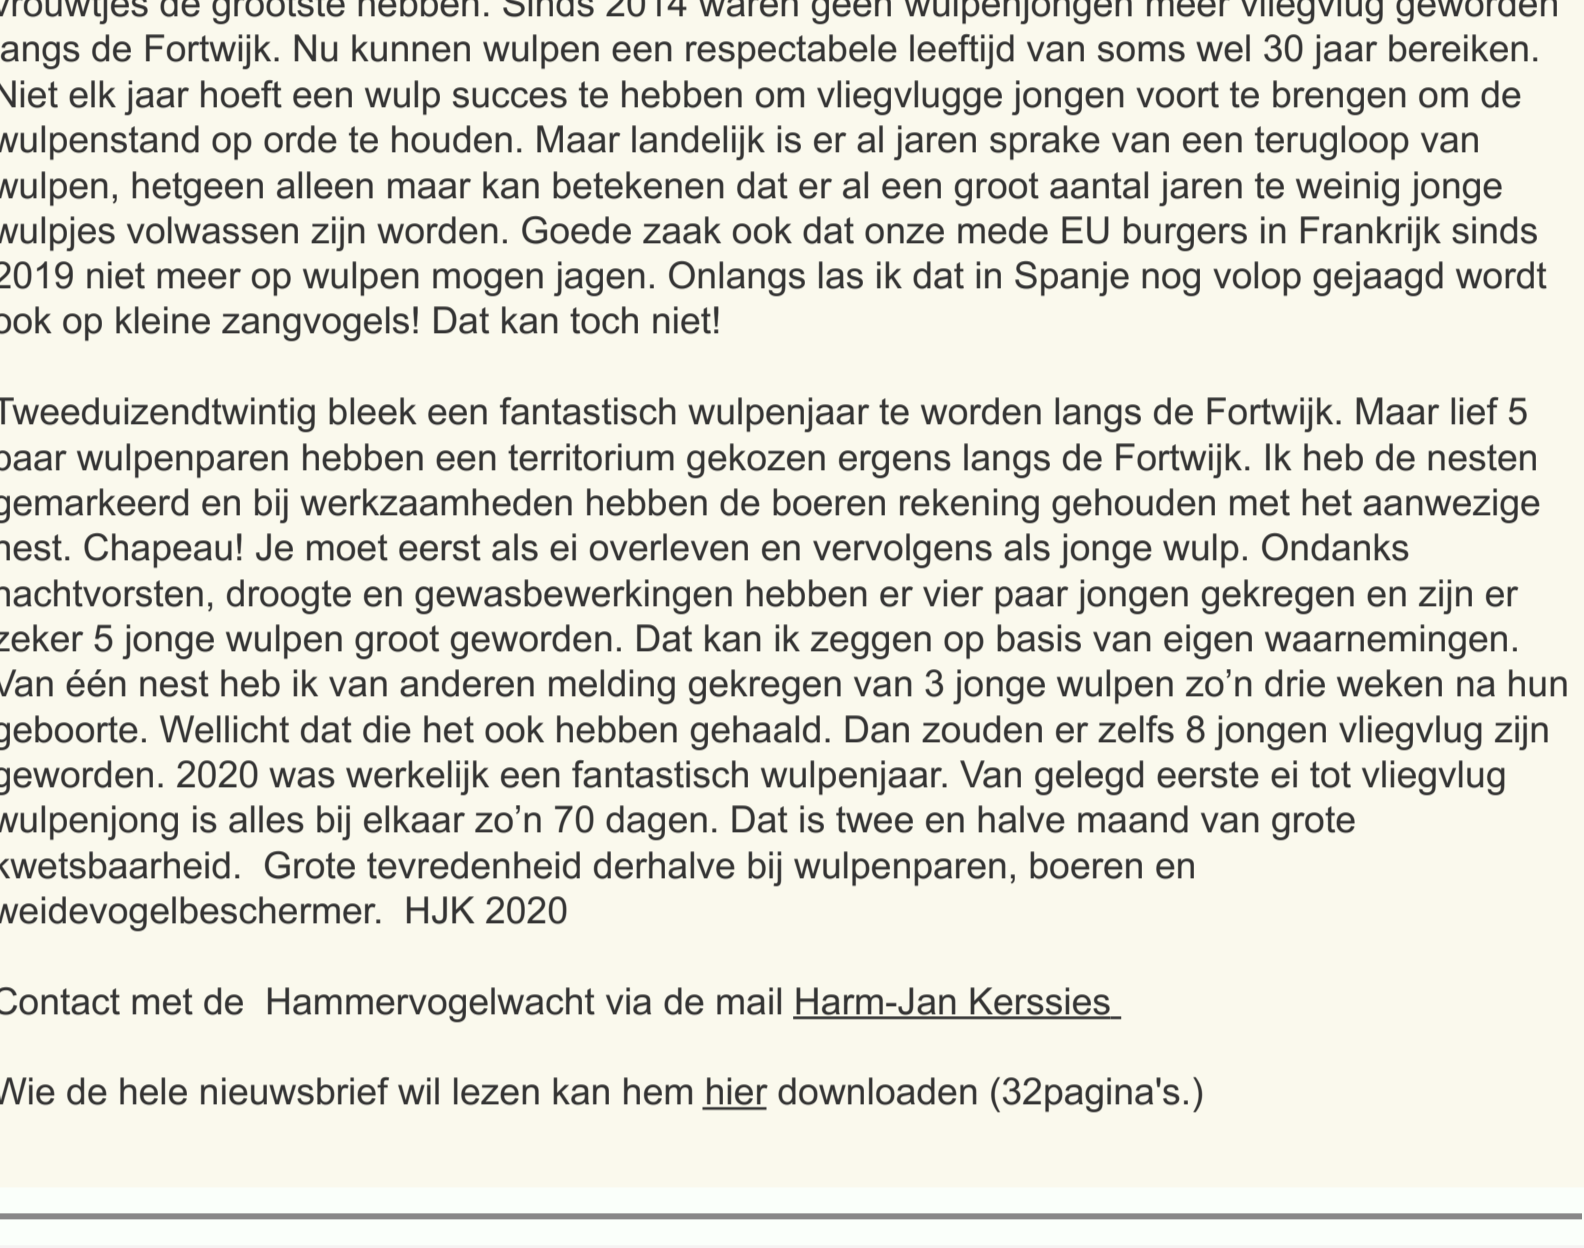 vrouwtjes de grootste hebben. Sinds 2014 waren geen wulpenjongen meer vliegvlug geworden
langs de Fortwijk. Nu kunnen wulpen een respectabele leeftijd van soms wel 30 jaar bereiken.
Niet elk jaar hoeft een wulp succes te hebben om vliegvlugge jongen voort te brengen om de
wulpenstand op orde te houden. Maar landelijk is er al jaren sprake van een terugloop van
wulpen, hetgeen alleen maar kan betekenen dat er al een groot aantal jaren te weinig jonge
wulpjes volwassen zijn worden. Goede zaak ook dat onze mede EU burgers in Frankrijk sinds
2019 niet meer op wulpen mogen jagen. Onlangs las ik dat in Spanje nog volop gejaagd wordt
ook op kleine zangvogels! Dat kan toch niet!
Tweeduizendtwintig bleek een fantastisch wulpenjaar te worden langs de Fortwijk. Maar lief 5
paar wulpenparen hebben een territorium gekozen ergens langs de Fortwijk. Ik heb de nesten
gemarkeerd en bij werkzaamheden hebben de boeren rekening gehouden met het aanwezige
nest. Chapeau! Je moet eerst als ei overleven en vervolgens als jonge wulp. Ondanks
nachtvorsten, droogte en gewasbewerkingen hebben er vier paar jongen gekregen en zijn er
zeker 5 jonge wulpen groot geworden. Dat kan ik zeggen op basis van eigen waarnemingen.
Van één nest heb ik van anderen melding gekregen van 3 jonge wulpen zo’n drie weken na hun
geboorte. Wellicht dat die het ook hebben gehaald. Dan zouden er zelfs 8 jongen vliegvlug zijn
geworden. 2020 was werkelijk een fantastisch wulpenjaar. Van gelegd eerste ei tot vliegvlug
wulpenjong is alles bij elkaar zo’n 70 dagen. Dat is twee en halve maand van grote
kwetsbaarheid.  Grote tevredenheid derhalve bij wulpenparen, boeren en
weidevogelbeschermer.  HJK 2020
Contact met de  Hammervogelwacht via de mail Harm-Jan Kerssies
Wie de hele nieuwsbrief wil lezen kan hem hier downloaden (32pagina's.)